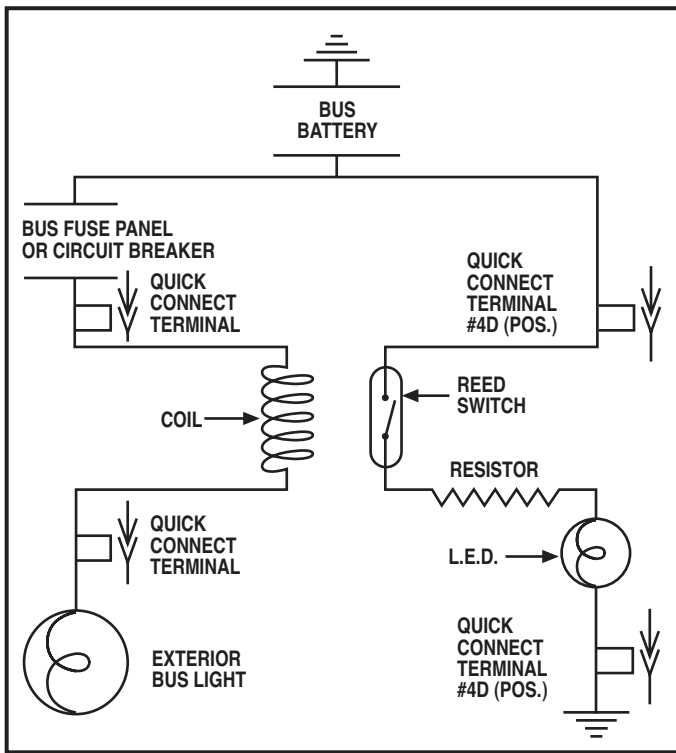 BUS
BATTERY
BUS FUSE PANEL
OR CIRCUIT BREAKER
QUICK
CONNECT
TERMINAL
QUICK
CONNECT
TERMINAL
#4D (POS.)
COIL
REED
SWITCH
RESISTOR
QUICK
CONNECT
TERMINAL
L.E.D.
EXTERIOR
BUS LIGHT
QUICK
CONNECT
TERMINAL
#4D (POS.)